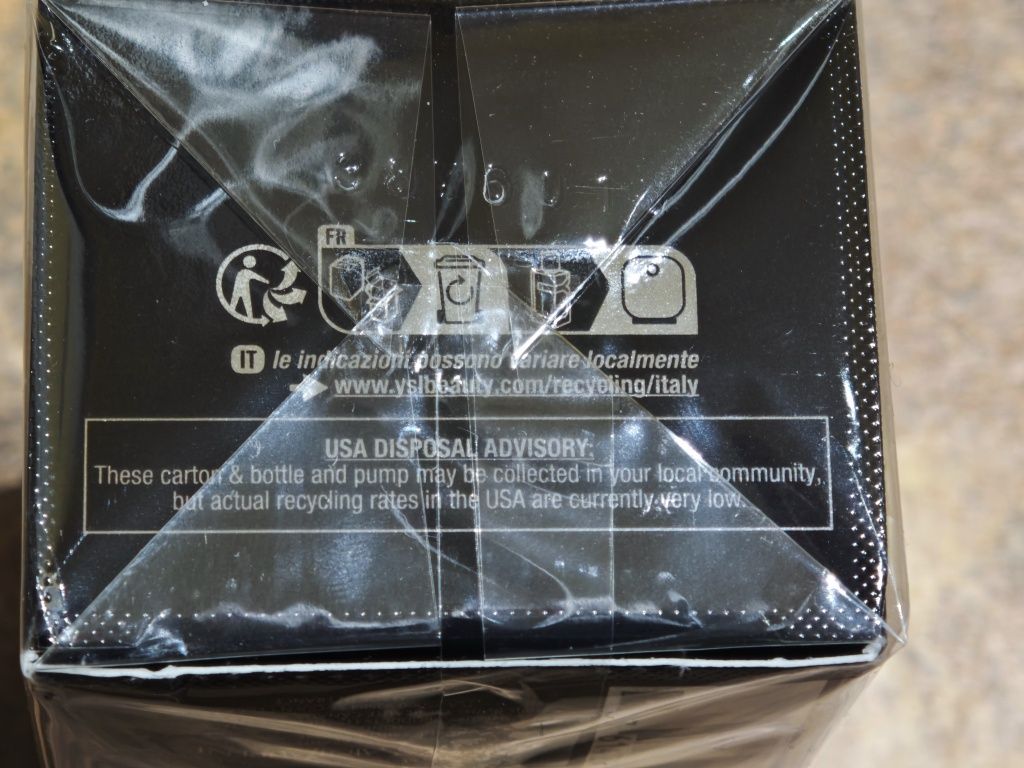 FR
IT le indicazioni possono variare localmente
www.yslbeauty.com/recycling/italy
USA DISPOSAL ADVISORY:
These carton & bottle and pump may be collected in your local community,
but actual recycling rates in the USA are currently very low.